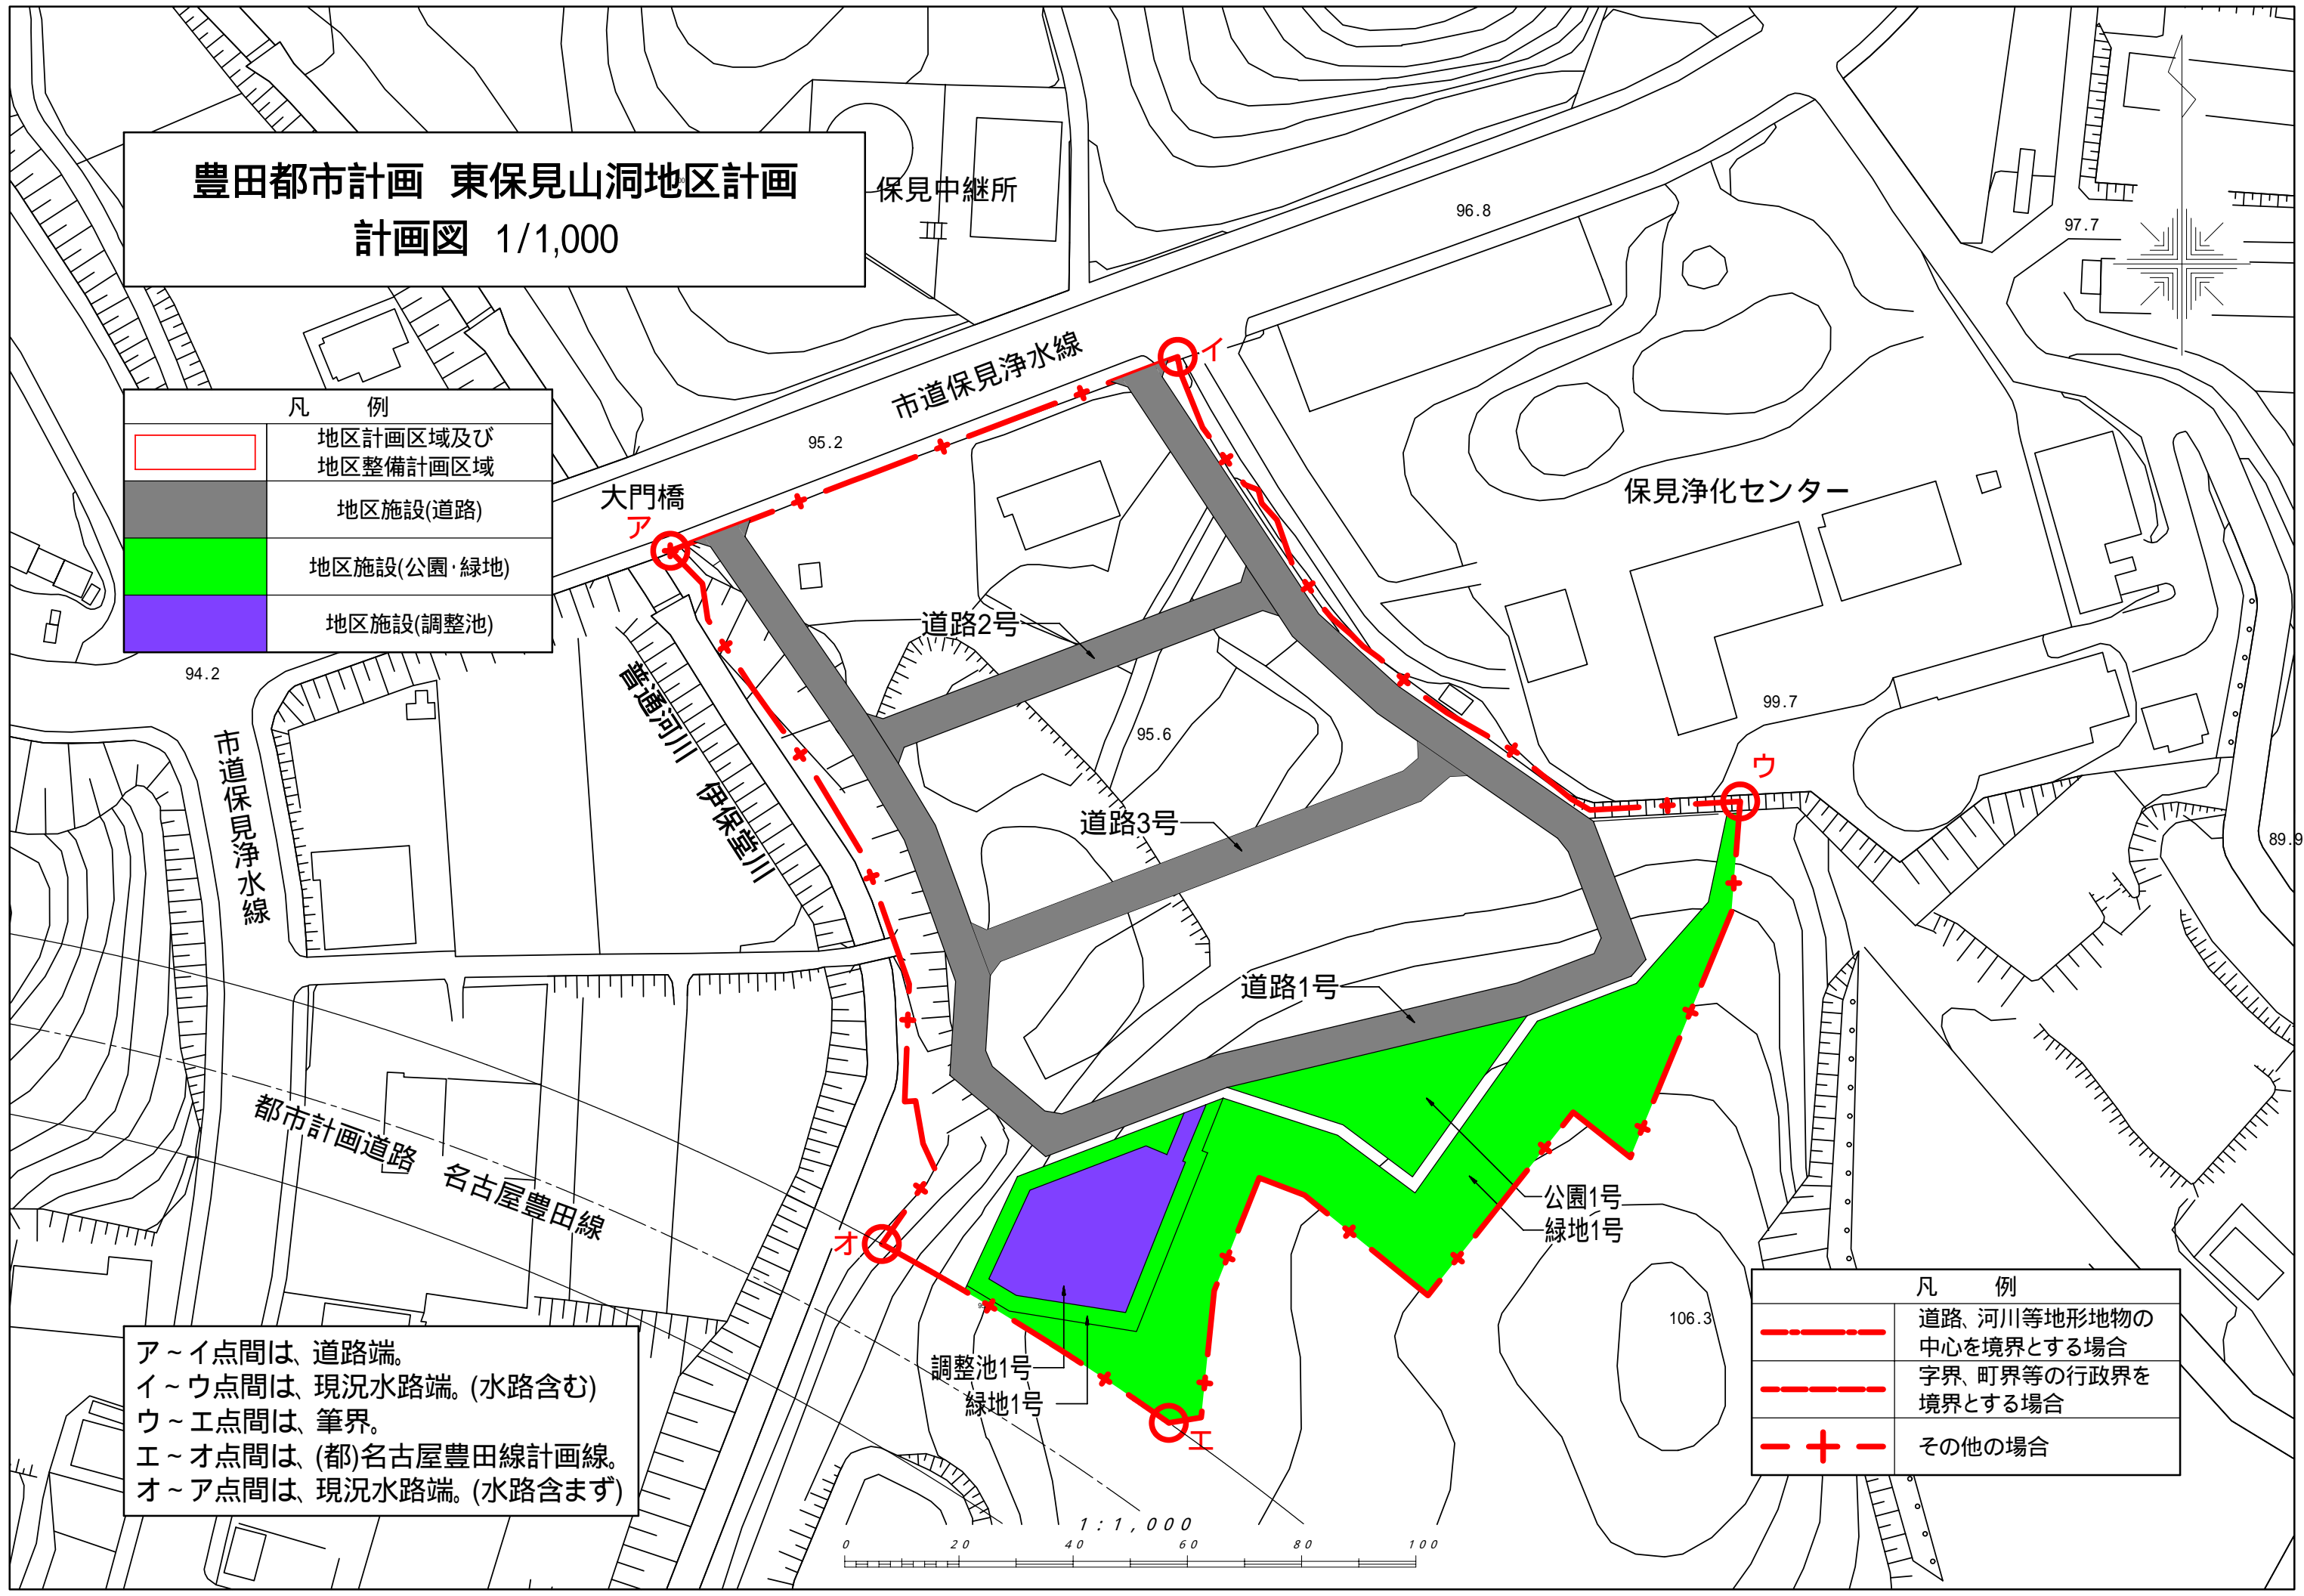 豊田都市計画 東保見山洞地区計画
計画図 1/1,000
保見中継所
96.8
97.7
市道保見浄水線
イ
凡 例
地区計画区域及び
地区整備計画区域
地区施設(道路)
地区施設(公園・緑地)
地区施設(調整池)
95.2
大門橋
ア
保見浄化センター
道路2号
94.2
普通河川 伊保堂川
99.7
95.6
市道保見浄水線
ウ
道路3号
89.9
道路1号
都市計画道路 名古屋豊田線
公園1号
緑地1号
オ
調整池1号
緑地1号
エ
106.3
凡 例
道路、河川等地形地物の
中心を境界とする場合
字界、町界等の行政界を
境界とする場合
その他の場合
ア~イ点間は、道路端。
イ~ウ点間は、現況水路端。(水路含む)
ウ~エ点間は、筆界。
エ~オ点間は、(都)名古屋豊田線計画線。
オ~ア点間は、現況水路端。(水路含まず)
1:1,000
0 20 40 60 80 100